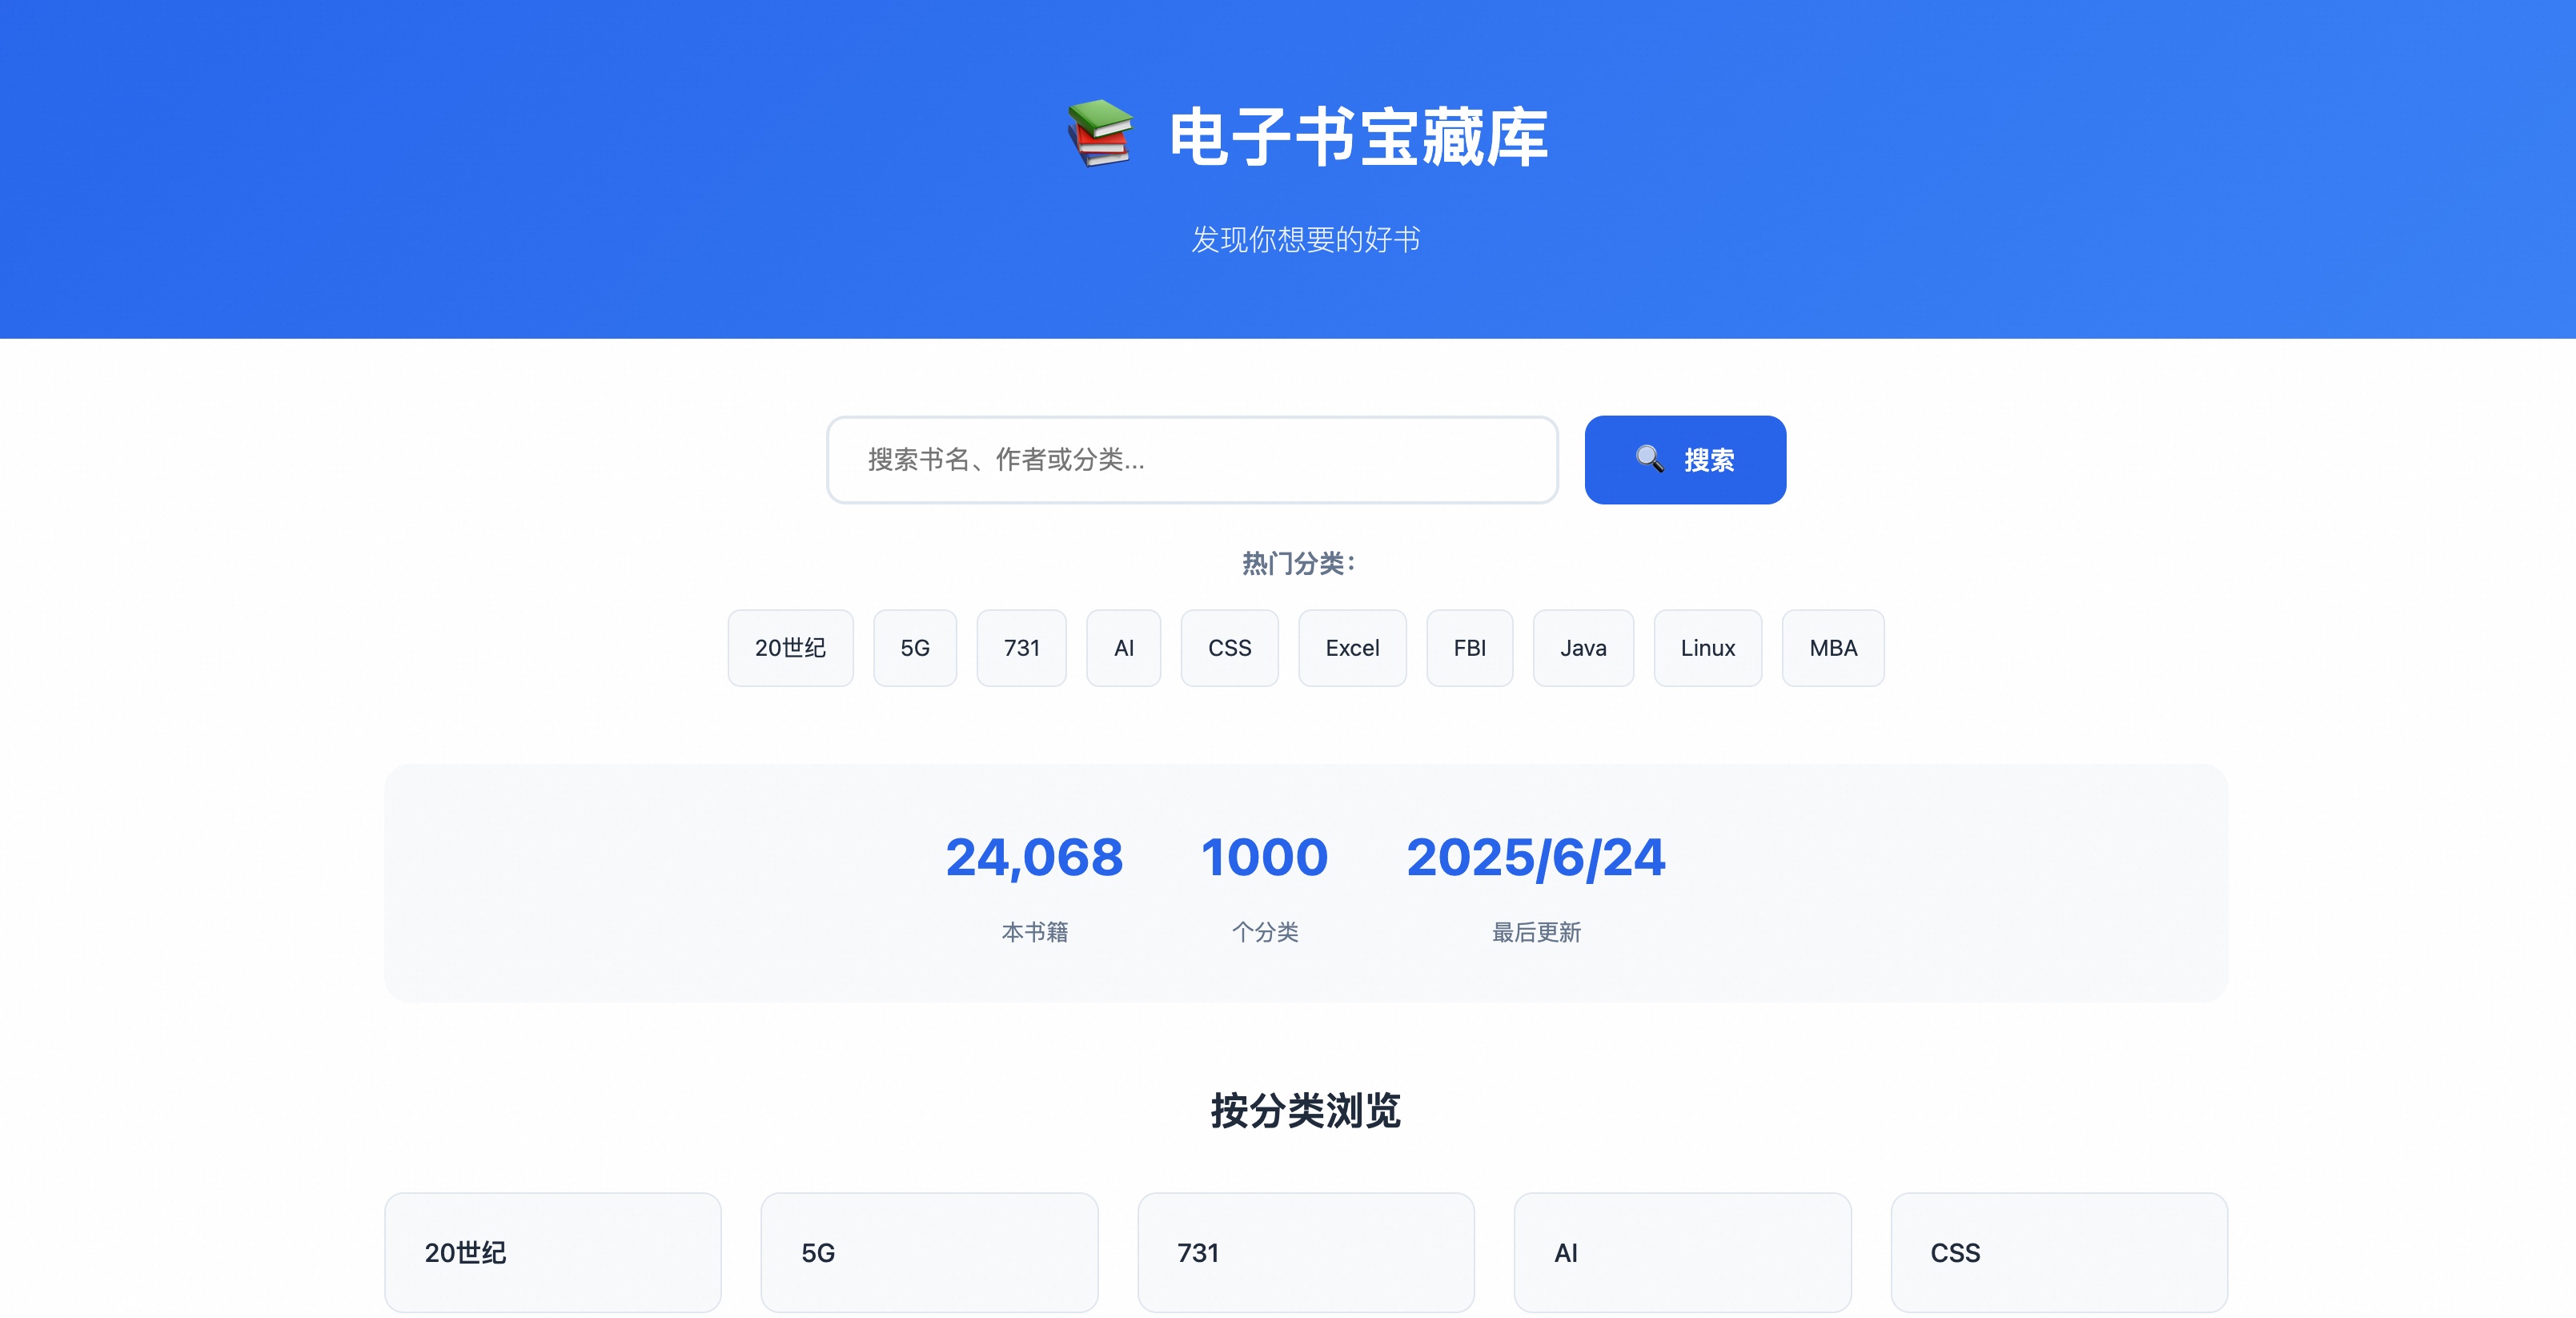 电子书宝藏库
发现你想要的好书
搜索书名、作者或分类...
搜索
热门分类：
20世纪 5G 731 AI CSS Excel FBI Java Linux MBA
24,068 1000 2025/6/24
本书籍 个分类 最后更新
按分类浏览
20世纪 5G 731 AI CSS